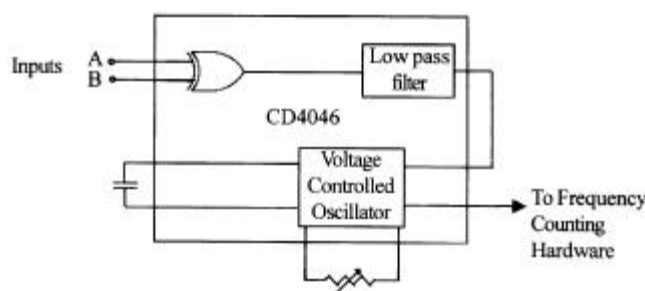 Inputs
A
B
Low pass
filter
CD4046
Voltage
Controlled
Oscillator
To Frequency
Counting
Hardware